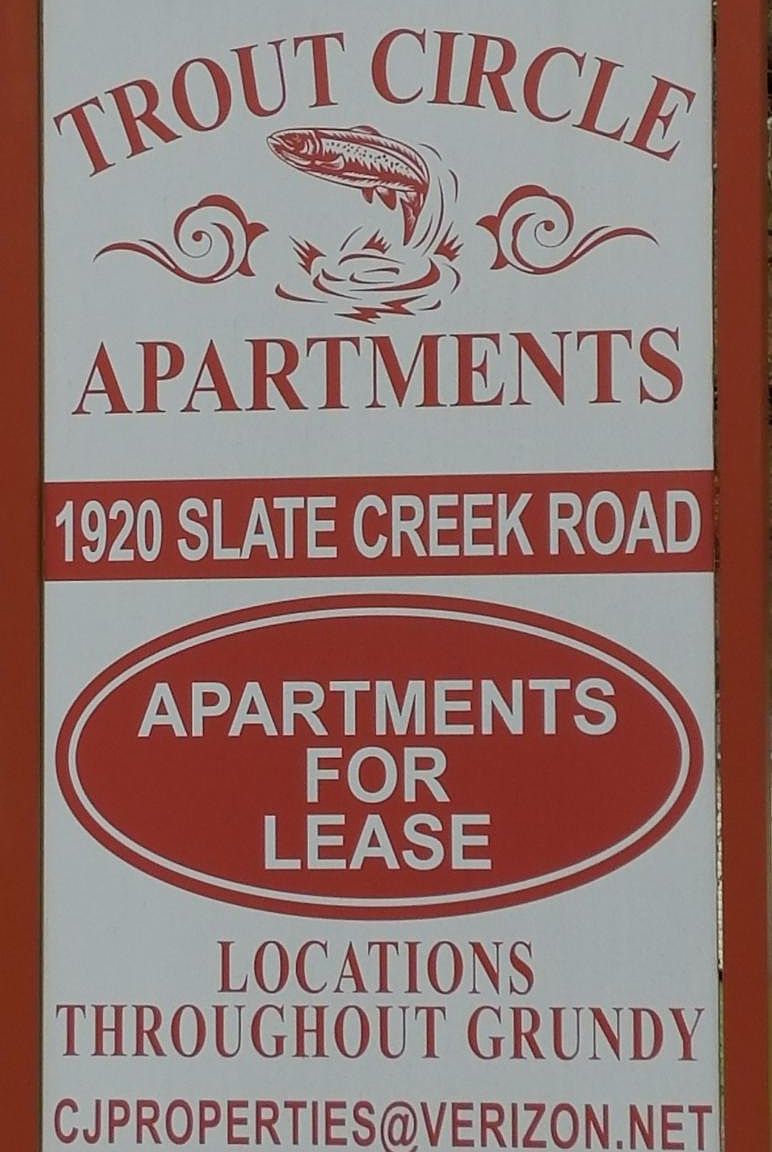 TROUT CIRCLE
APARTMENTS
1920 SLATE CREEK ROAD
APARTMENTS
FOR
LEASE
LOCATIONS
THROUGHOUT GRUNDY
CJPROPERTIES@VERIZON.NET